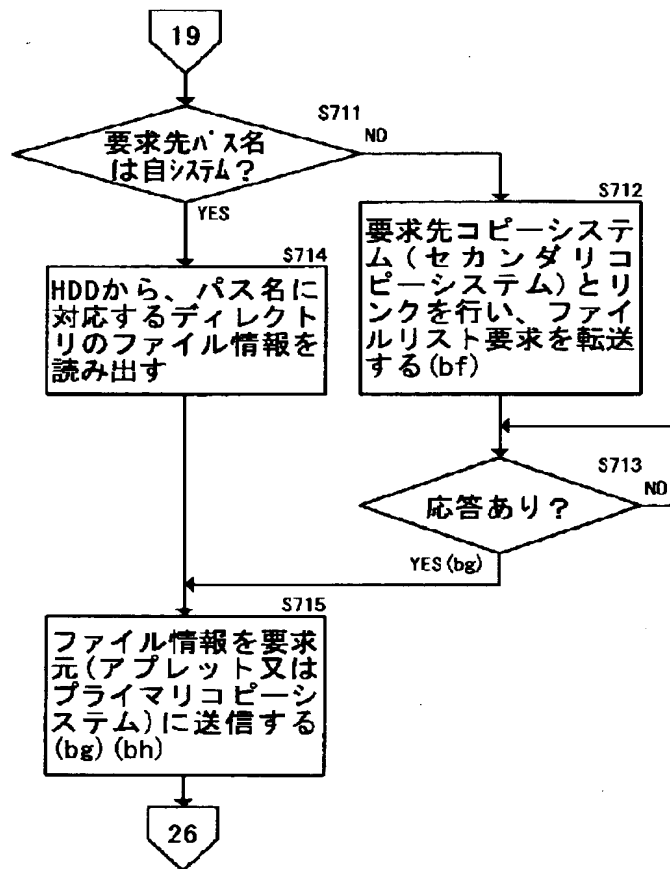 19
S711
要求先パス名
は自システム?
NO
YES
S712
要求先コピーシステ
ム(セカンダリコ
ピーシステム)とリ
ンクを行い、ファイ
ルリスト要求を転送
する(bf)
S714
HDDから、パス名に
対応するディレクト
リのファイル情報を
読み出す
S713
応答あり?
NO
YES(bg)
S715
ファイル情報を要求
元(アプレット又は
プライマリコピーシ
ステム)に送信する
(bg)(bh)
26